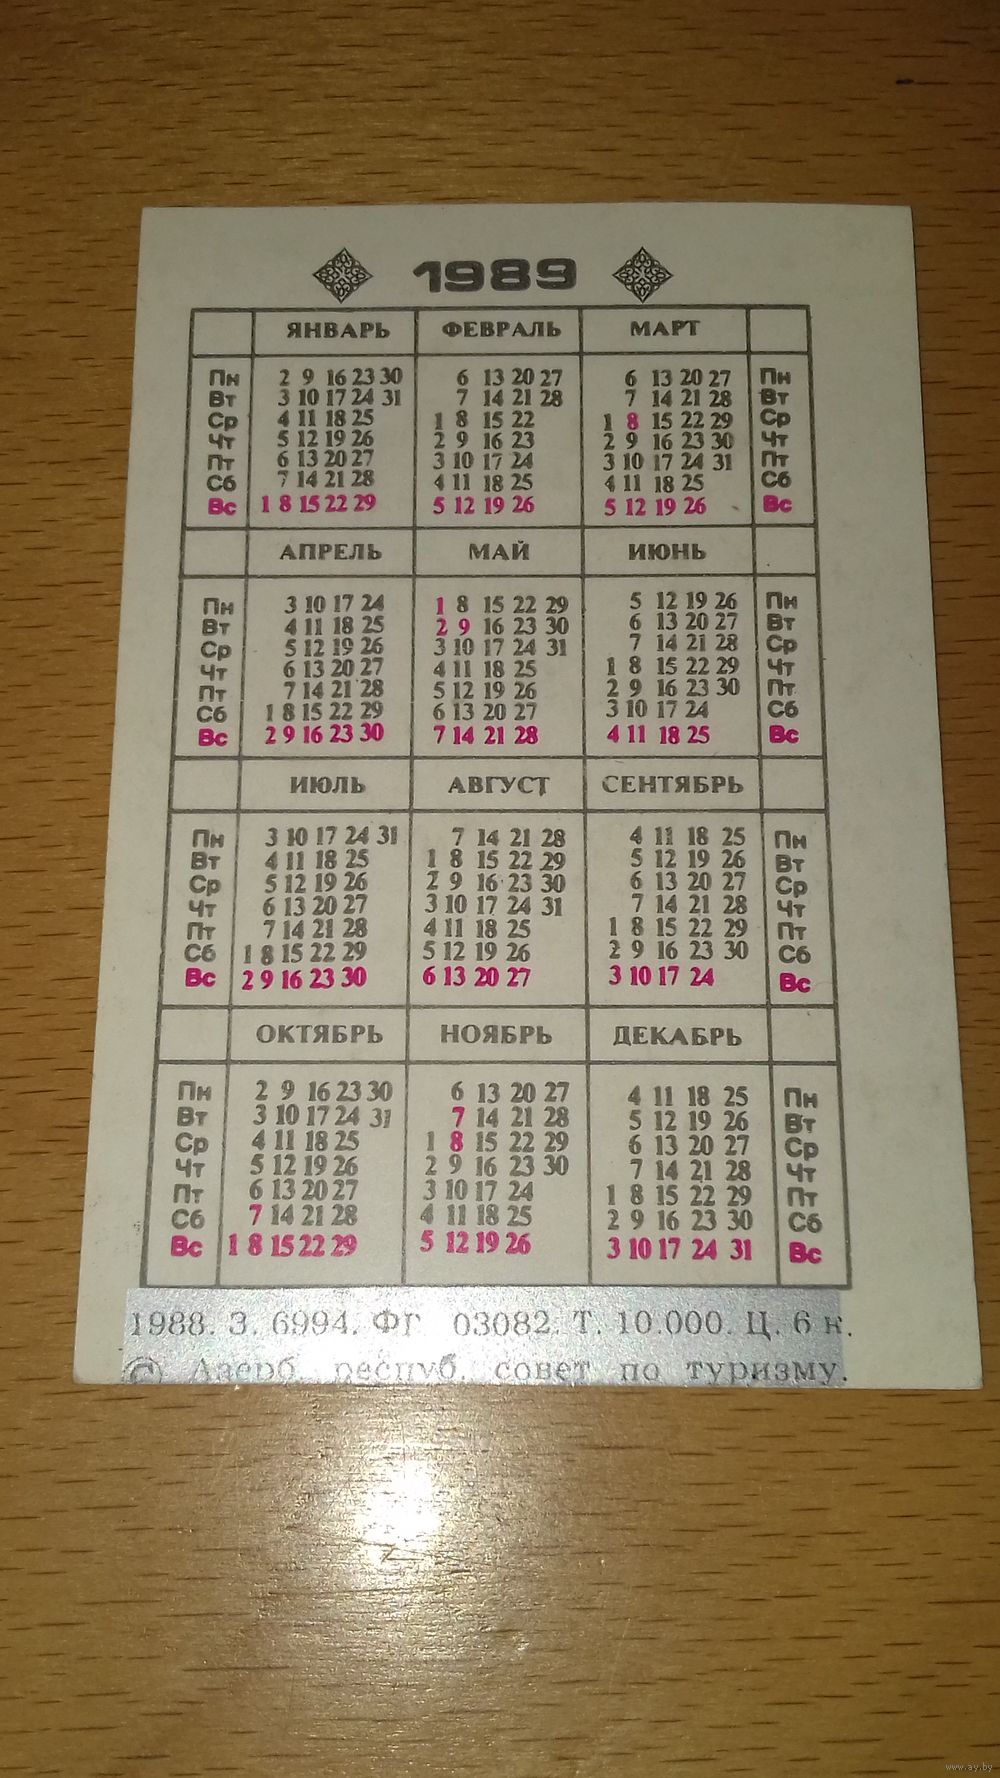 1989
ЯНВАРЬ ФЕВРАЛЬ МАРТ
Пн 2 9 16 23 30 6 13 20 27 6 13 20 27 Пн
Вт 3 10 17 24 31 7 14 21 28 7 14 21 28 Вт
Ср 4 11 18 25 1 8 15 22 1 8 15 22 29 Ср
Чт 5 12 19 26 2 9 16 23 2 9 16 23 30 Чт
Пт 6 13 20 27 3 10 17 24 3 10 17 24 31 Пт
Сб 7 14 21 28 4 11 18 25 4 11 18 25 Сб
Вс 1 8 15 22 29 5 12 19 26 5 12 19 26 Вс
АПРЕЛЬ МАЙ ИЮНЬ
Пн 3 10 17 24 1 8 15 22 29 5 12 19 26 Пн
Вт 4 11 18 25 2 9 16 23 30 6 13 20 27 Вт
Ср 5 12 19 26 3 10 17 24 31 7 14 21 28 Ср
Чт 6 13 20 27 4 11 18 25 1 8 15 22 29 Чт
Пт 7 14 21 28 5 12 19 26 2 9 16 23 30 Пт
Сб 1 8 15 22 29 6 13 20 27 3 10 17 24 Сб
Вс 2 9 16 23 30 7 14 21 28 4 11 18 25 Вс
ИЮЛЬ АВГУСТ СЕНТЯБРЬ
Пн 3 10 17 24 31 7 14 21 28 4 11 18 25 Пн
Вт 4 11 18 25 1 8 15 22 29 5 12 19 26 Вт
Ср 5 12 19 26 2 9 16 23 30 6 13 20 27 Ср
Чт 6 13 20 27 3 10 17 24 31 7 14 21 28 Чт
Пт 7 14 21 28 4 11 18 25 1 8 15 22 29 Пт
Сб 1 8 15 22 29 5 12 19 26 2 9 16 23 30 Сб
Вс 2 9 16 23 30 6 13 20 27 3 10 17 24 Вс
ОКТЯБРЬ НОЯБРЬ ДЕКАБРЬ
Пн 2 9 16 23 30 6 13 20 27 4 11 18 25 Пн
Вт 3 10 17 24 31 7 14 21 28 5 12 19 26 Вт
Ср 4 11 18 25 1 8 15 22 29 6 13 20 27 Ср
Чт 5 12 19 26 2 9 16 23 30 7 14 21 28 Чт
Пт 6 13 20 27 3 10 17 24 1 8 15 22 29 Пт
Сб 7 14 21 28 4 11 18 25 2 9 16 23 30 Сб
Вс 1 8 15 22 29 5 12 19 26 3 10 17 24 31 Вс
1988. З. 6994. ФГ 03082. Т. 10.000. Ц. 6 к.
© Азерб. респуб. совет по туризму.
www.ay.by